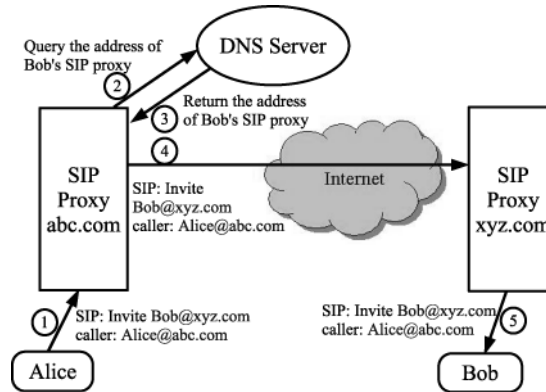 Query the address of
Bob's SIP proxy
2
DNS Server
3
Return the address
of Bob's SIP proxy
4
SIP
Proxy
abc.com
SIP: Invite
Bob@xyz.com
caller: Alice@abc.com
Internet
SIP
Proxy
xyz.com
1
SIP: Invite Bob@xyz.com
caller: Alice@abc.com
SIP: Invite Bob@xyz.com
caller: Alice@abc.com
5
Alice
Bob